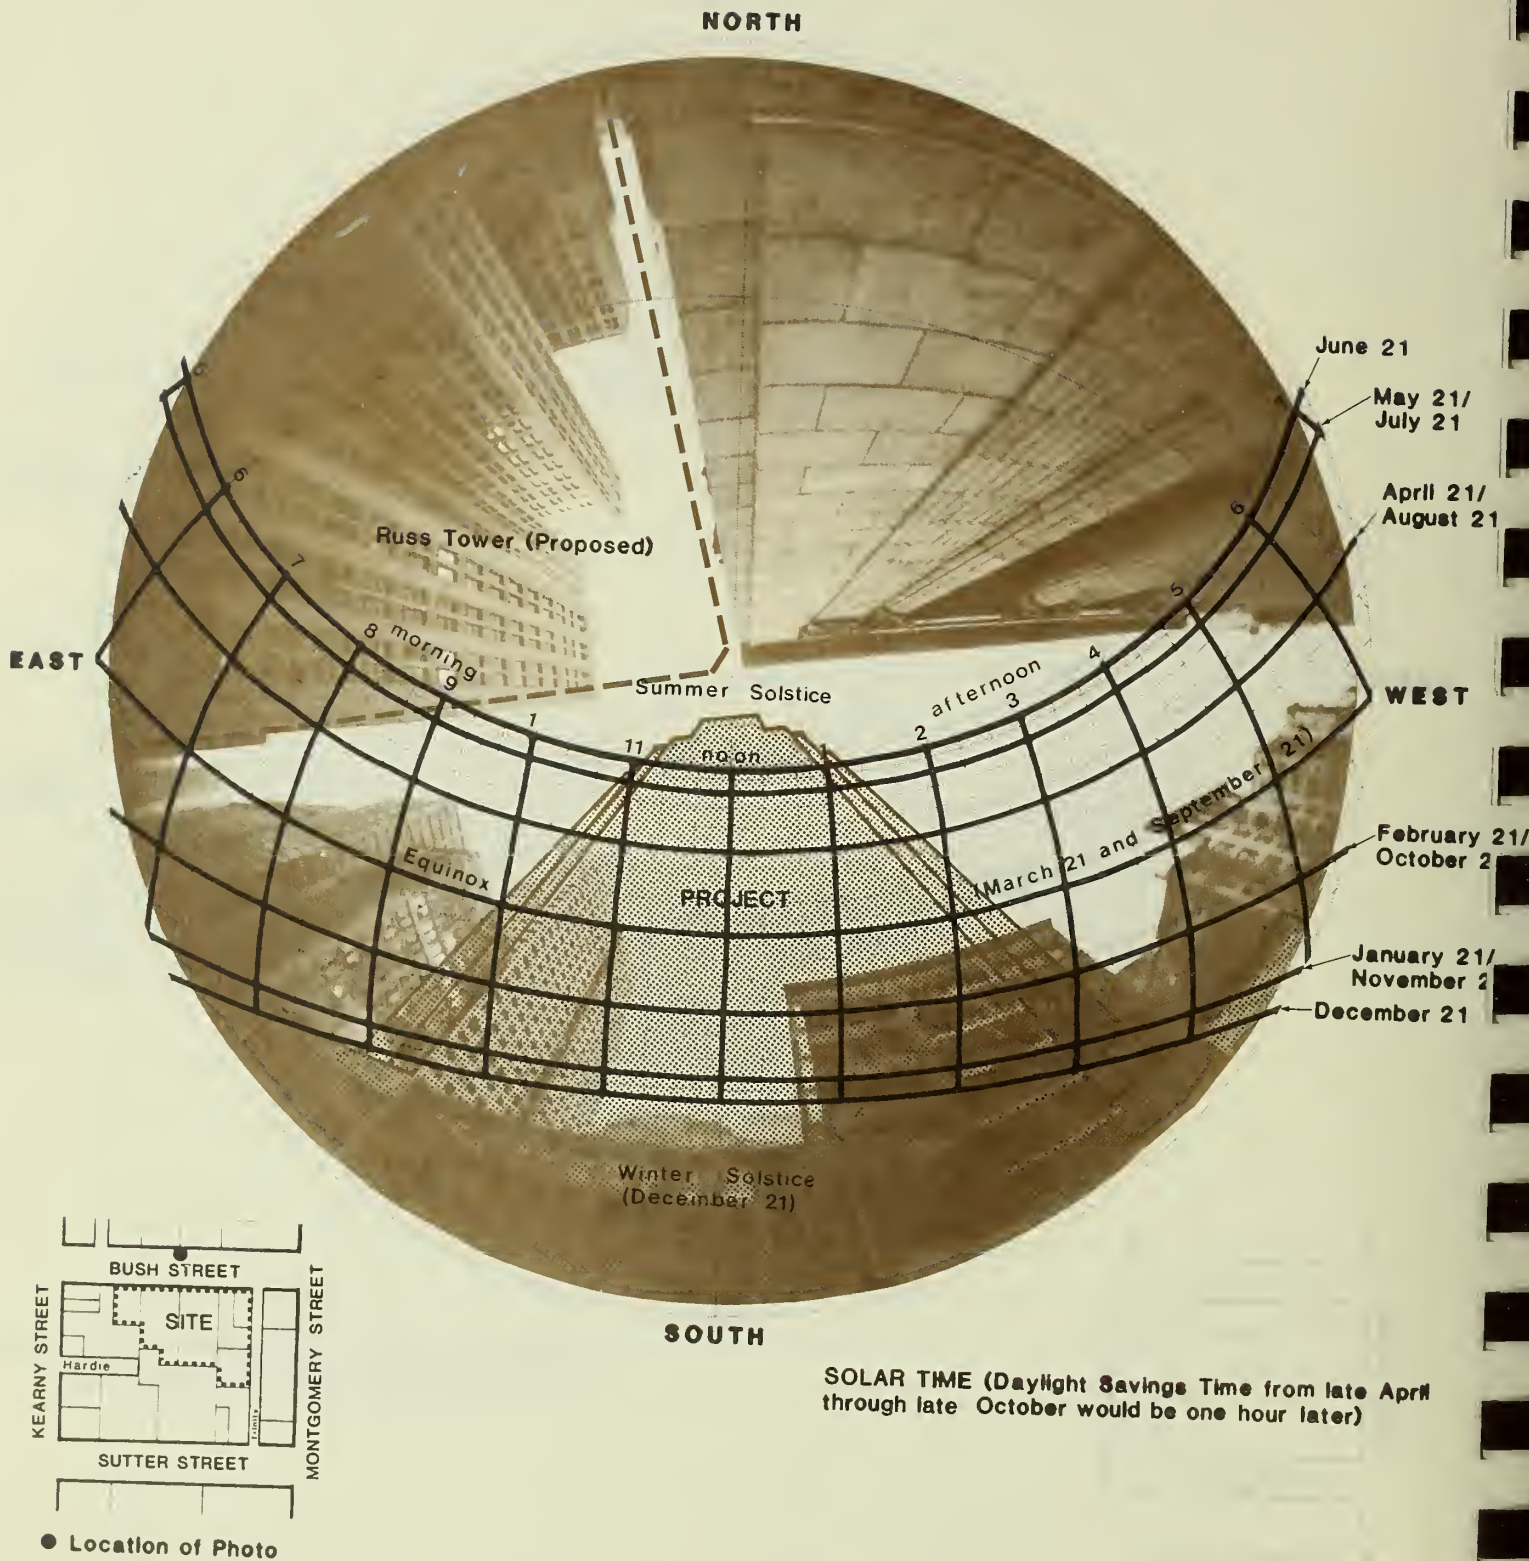 NORTH
June 21
May 21/
July 21
April 21/
August 21
5
6
6
Russ Tower (Proposed)
7
5
8 morning
4
EAST
9
afternoon
3
Summer Solstice
WEST
1
2
11
noon
1
Equinox
(March 21 and September 21)
PROJECT
February 21/
October 2
January 21/
November 2
December 21
Winter Solstice
(December 21)
SOUTH
BUSH STREET
SITE
KEARNY STREET
MONTGOMERY STREET
Hardie
Trinity
SUTTER STREET
● Location of Photo
SOLAR TIME (Daylight Savings Time from late April
through late October would be one hour later)